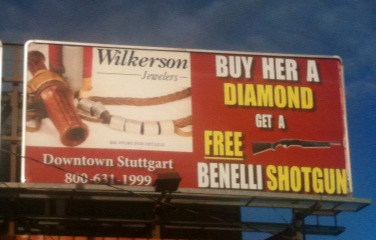 Wilkerson
Jewelers
Downtown Stuttgart
800-631-1999
BUY HER A
DIAMOND
GET A
FREE
BENELLI SHOTGUN